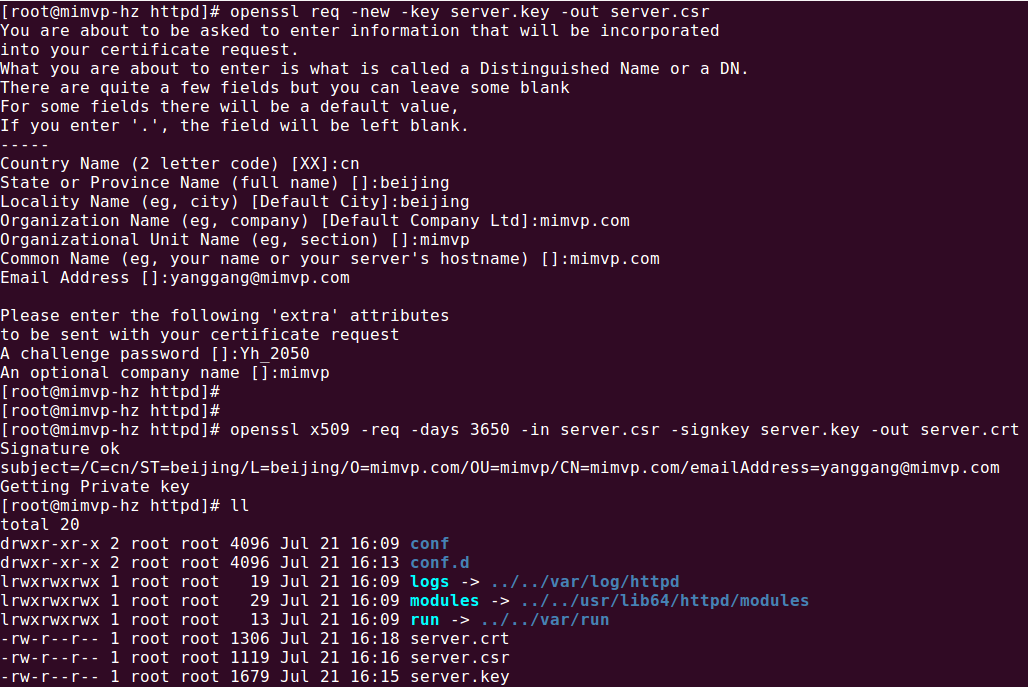 [root@mimvp-hz httpd]# openssl req -new -key server.key -out server.csr
You are about to be asked to enter information that will be incorporated
into your certificate request.
What you are about to enter is what is called a Distinguished Name or a DN.
There are quite a few fields but you can leave some blank
For some fields there will be a default value,
If you enter '.', the field will be left blank.
-----
Country Name (2 letter code) [XX]:cn
State or Province Name (full name) []:beijing
Locality Name (eg, city) [Default City]:beijing
Organization Name (eg, company) [Default Company Ltd]:mimvp.com
Organizational Unit Name (eg, section) []:mimvp
Common Name (eg, your name or your server's hostname) []:mimvp.com
Email Address []:yanggang@mimvp.com

Please enter the following 'extra' attributes
to be sent with your certificate request
A challenge password []:Yh_2050
An optional company name []:mimvp
[root@mimvp-hz httpd]#
[root@mimvp-hz httpd]#
[root@mimvp-hz httpd]# openssl x509 -req -days 3650 -in server.csr -signkey server.key -out server.crt
Signature ok
subject=/C=cn/ST=beijing/L=beijing/O=mimvp.com/OU=mimvp/CN=mimvp.com/emailAddress=yanggang@mimvp.com
Getting Private key
[root@mimvp-hz httpd]# ll
total 20
drwxr-xr-x 2 root root 4096 Jul 21 16:09 conf
drwxr-xr-x 2 root root 4096 Jul 21 16:13 conf.d
lrwxrwxrwx 1 root root   19 Jul 21 16:09 logs -> ../../var/log/httpd
lrwxrwxrwx 1 root root   29 Jul 21 16:09 modules -> ../../usr/lib64/httpd/modules
lrwxrwxrwx 1 root root   13 Jul 21 16:09 run -> ../../var/run
-rw-r--r-- 1 root root 1306 Jul 21 16:18 server.crt
-rw-r--r-- 1 root root 1119 Jul 21 16:16 server.csr
-rw-r--r-- 1 root root 1679 Jul 21 16:15 server.key